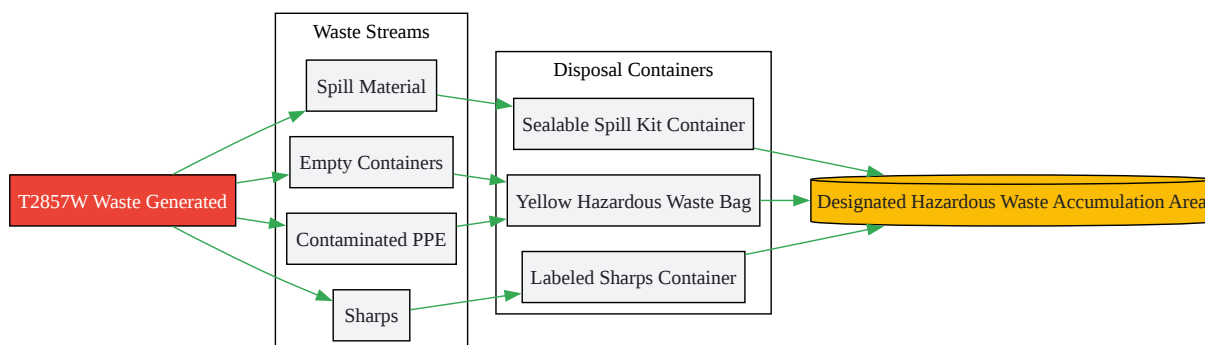 Waste Streams
Spill Material
Empty Containers
Contaminated PPE
Sharps
T2857W Waste Generated
Disposal Containers
Sealable Spill Kit Container
Yellow Hazardous Waste Bag
Labeled Sharps Container
Designated Hazardous Waste Accumulation Area